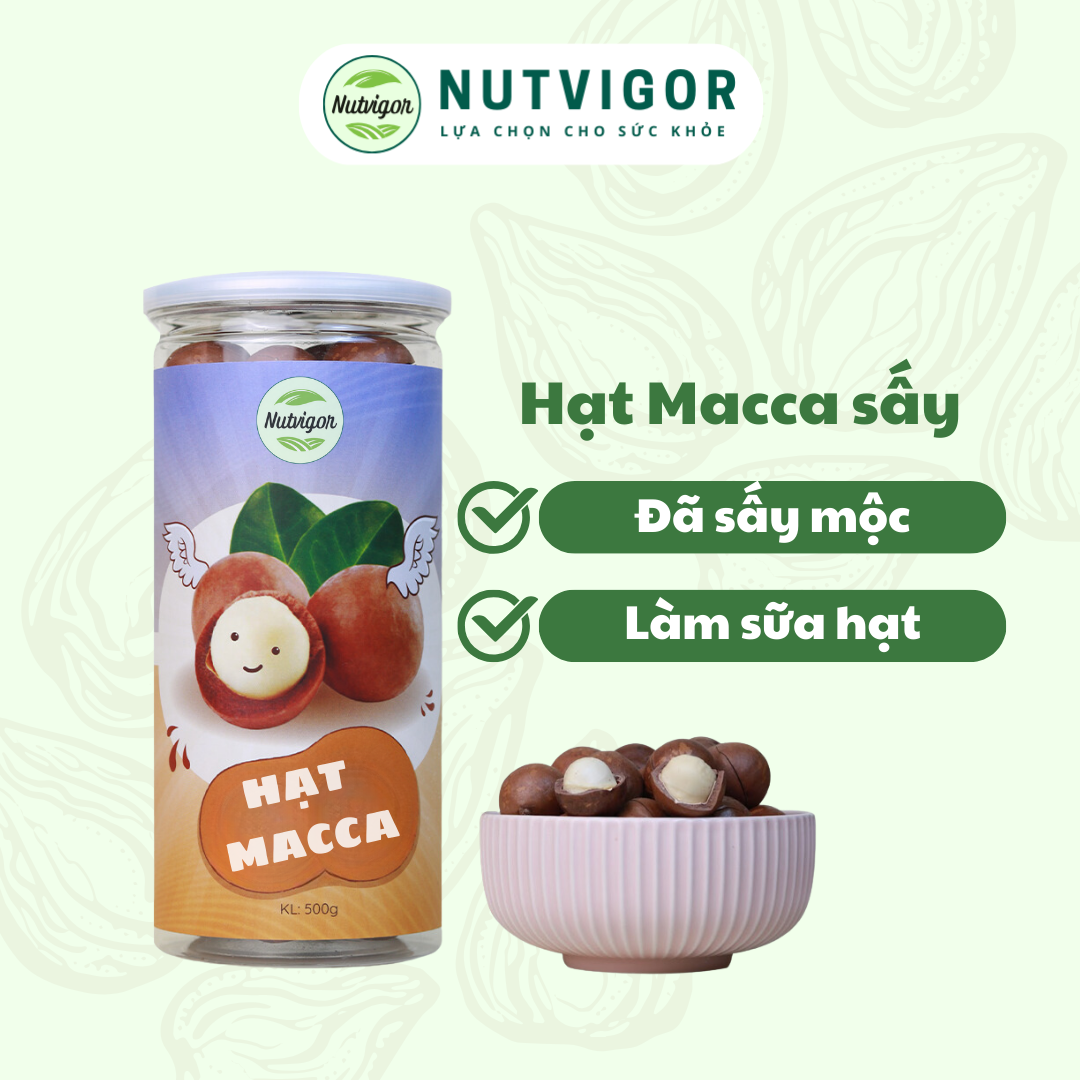 Nutvigor
NUTVIGOR
LỰA CHỌN CHO SỨC KHỎE
Nutvigor
HẠT
MACCA
KL: 500g
Hạt Macca sấy
Đã sấy mộc
Làm sữa hạt